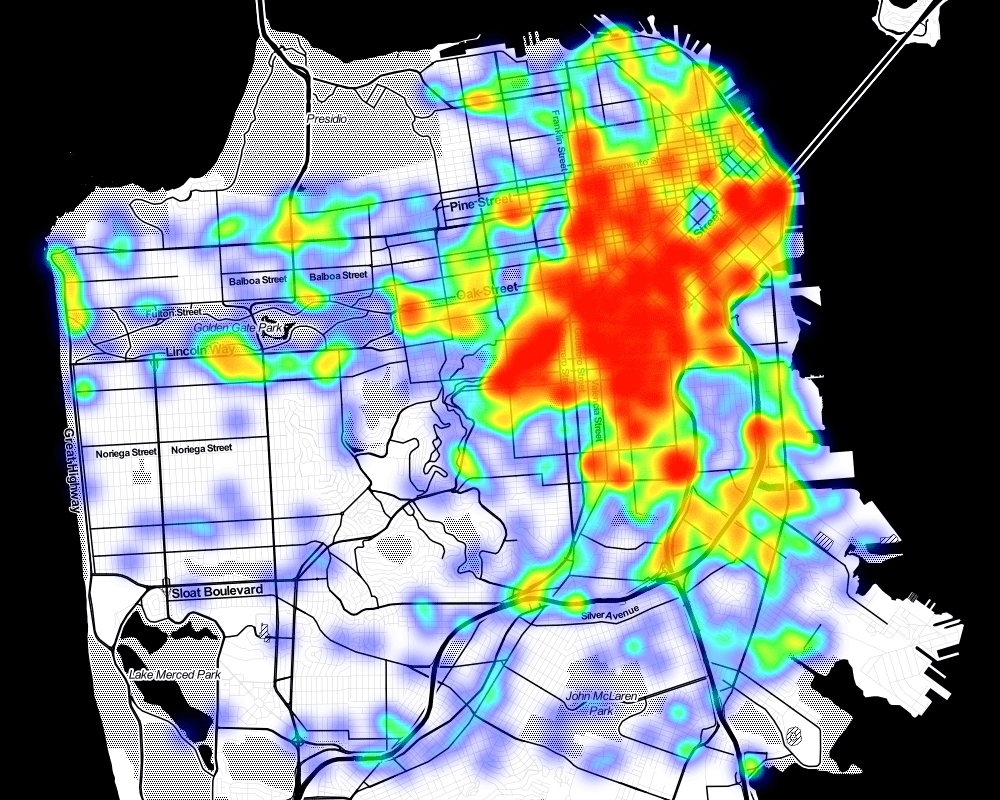 Presidio
Franklin Street
Sacramento Street
Pine Street
Street
Balboa Street
Balboa Street
Oak Street
Fulton Street
Golden Gate Park
Lincoln Way
Valencia Street
Great Highway
Noriega Street
Noriega Street
Sloat Boulevard
Silver Avenue
Lake Merced Park
John McLaren
Park